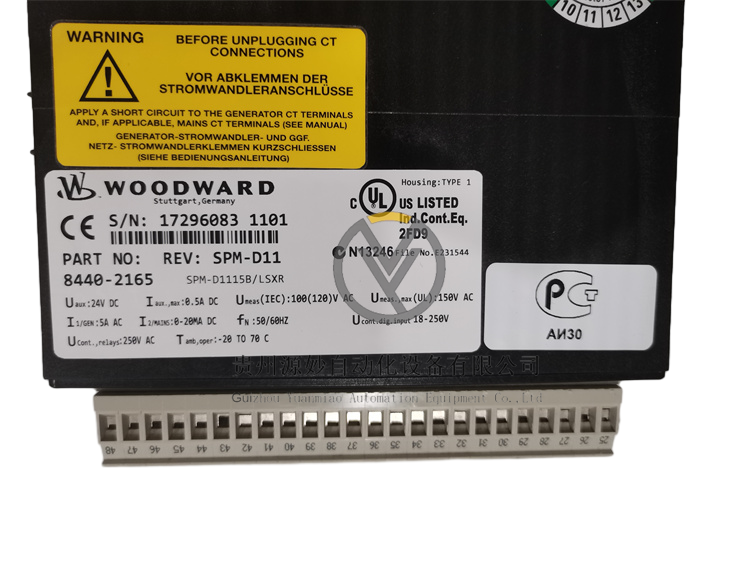 10 11 12 13
WARNING
BEFORE UNPLUGGING CT
CONNECTIONS
VOR ABKLEMMEN DER
STROMWANDLERANSCHLÜSSE
APPLY A SHORT CIRCUIT TO THE GENERATOR CT TERMINALS
AND, IF APPLICABLE, MAINS CT TERMINALS (SEE MANUAL)
GENERATOR-STROMWANDLER- UND GGF.
NETZ- STROMWANDLERKLEMMEN KURZSCHLIESSEN
(SIEHE BEDIENUNGSANLEITUNG)
WOODWARD
Stuttgart,Germany
Housing:TYPE 1
C UL US LISTED
Ind.Cont.Eq.
2FD9
CE S/N: 17296083 1101
N13246 File No.E231544
PART NO: REV: SPM-D11
8440-2165 SPM-D1115B/LSXR
Uaux:24V DC Iaux.,max:0.5A DC Umeas(IEC):100(120)V AC Umeas.,max(UL):150V AC
I1/GEN:5A AC I2/MAINS:0-20MA DC fN:50/60HZ Ucont.dig.input 18-250V
Ucont.,relays:250V AC Tamb,oper:-20 TO 70 C
PCT
АИ30
贵州源妙自动化设备有限公司
Guizhou Yuanmiao Automation Equipment Co.,Ltd
48 47 46 45 44 43 42 41 40 39 38 37 36 35 34 33 32 31 30 29 28 27 26 25